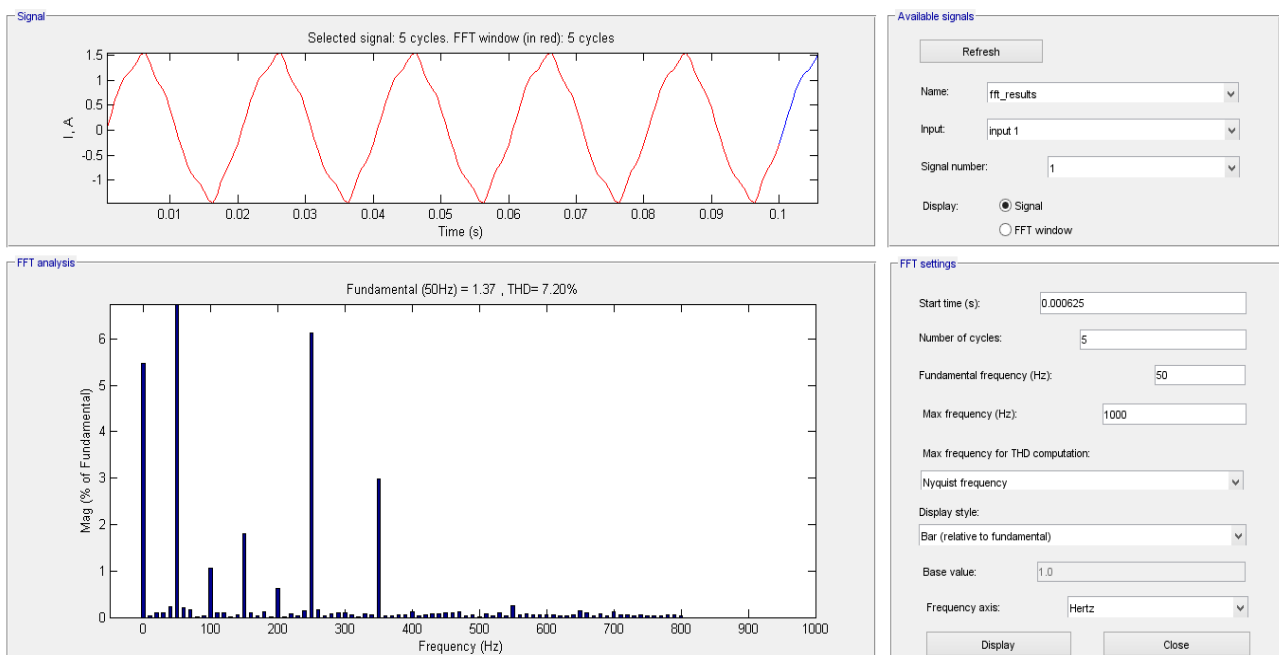 Signal
Selected signal: 5 cycles. FFT window (in red): 5 cycles
1.5
1
0.5
0
-0.5
-1
I, A
0.01 0.02 0.03 0.04 0.05 0.06 0.07 0.08 0.09 0.1
Time (s)
Available signals
Refresh
Name: fft_results
Input: input 1
Signal number: 1
Display: Signal
FFT window
FFT analysis
Fundamental (50Hz) = 1.37 , THD= 7.20%
6
5
4
3
2
1
0
Mag (% of Fundamental)
0 100 200 300 400 500 600 700 800 900 1000
Frequency (Hz)
FFT settings
Start time (s): 0.000625
Number of cycles: 5
Fundamental frequency (Hz): 50
Max frequency (Hz): 1000
Max frequency for THD computation:
Nyquist frequency
Display style:
Bar (relative to fundamental)
Base value: 1.0
Frequency axis: Hertz
Display Close